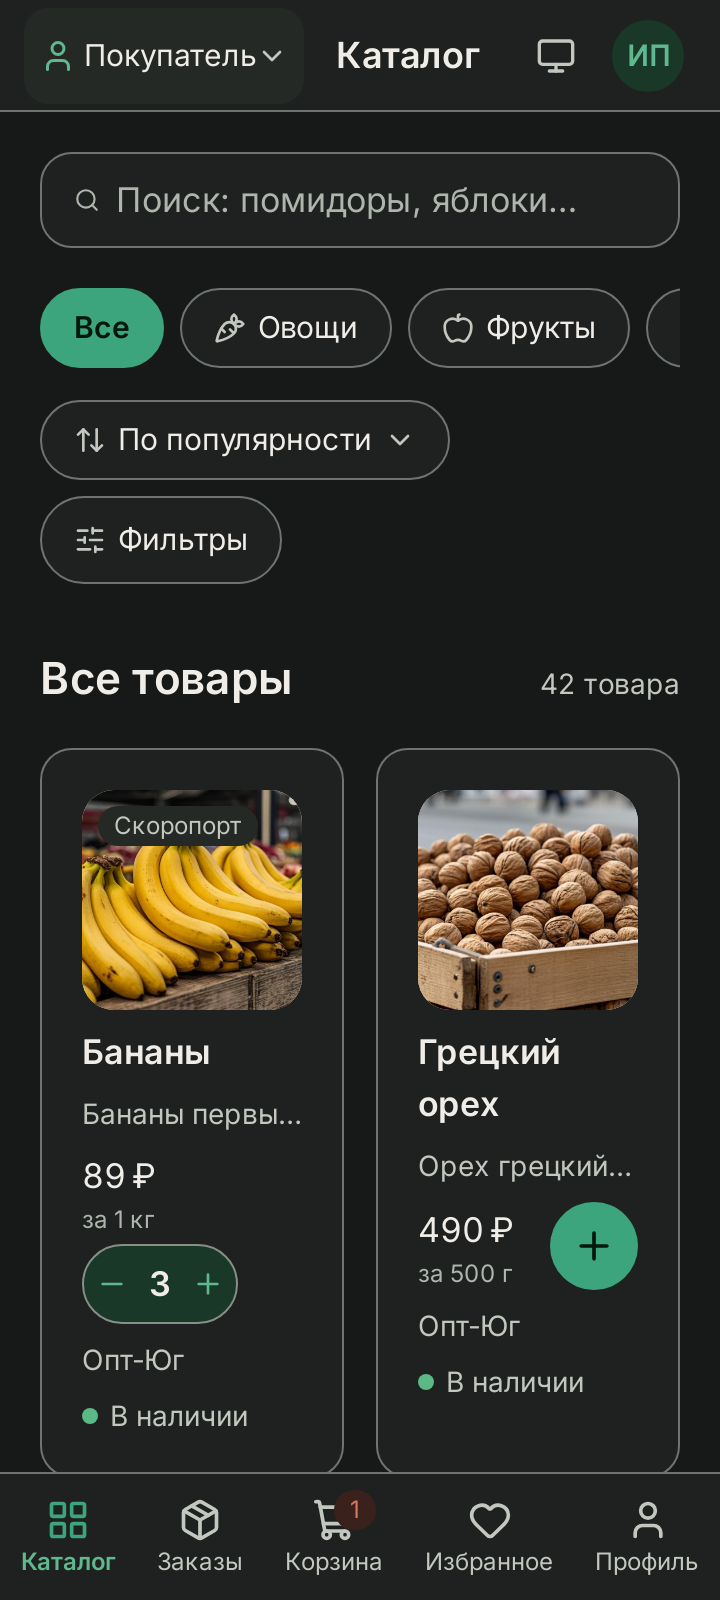 Покупатель
Каталог
ИП
Поиск: помидоры, яблоки...
Все
Овощи
Фрукты
По популярности
Фильтры
Все товары
42 товара
Скоропорт
Бананы
Бананы первы...
89 ₽
за 1 кг
3
Опт-Юг
В наличии
Грецкий
орех
Орех грецкий...
490 ₽
за 500 г
Опт-Юг
В наличии
1
Каталог
Заказы
Корзина
Избранное
Профиль